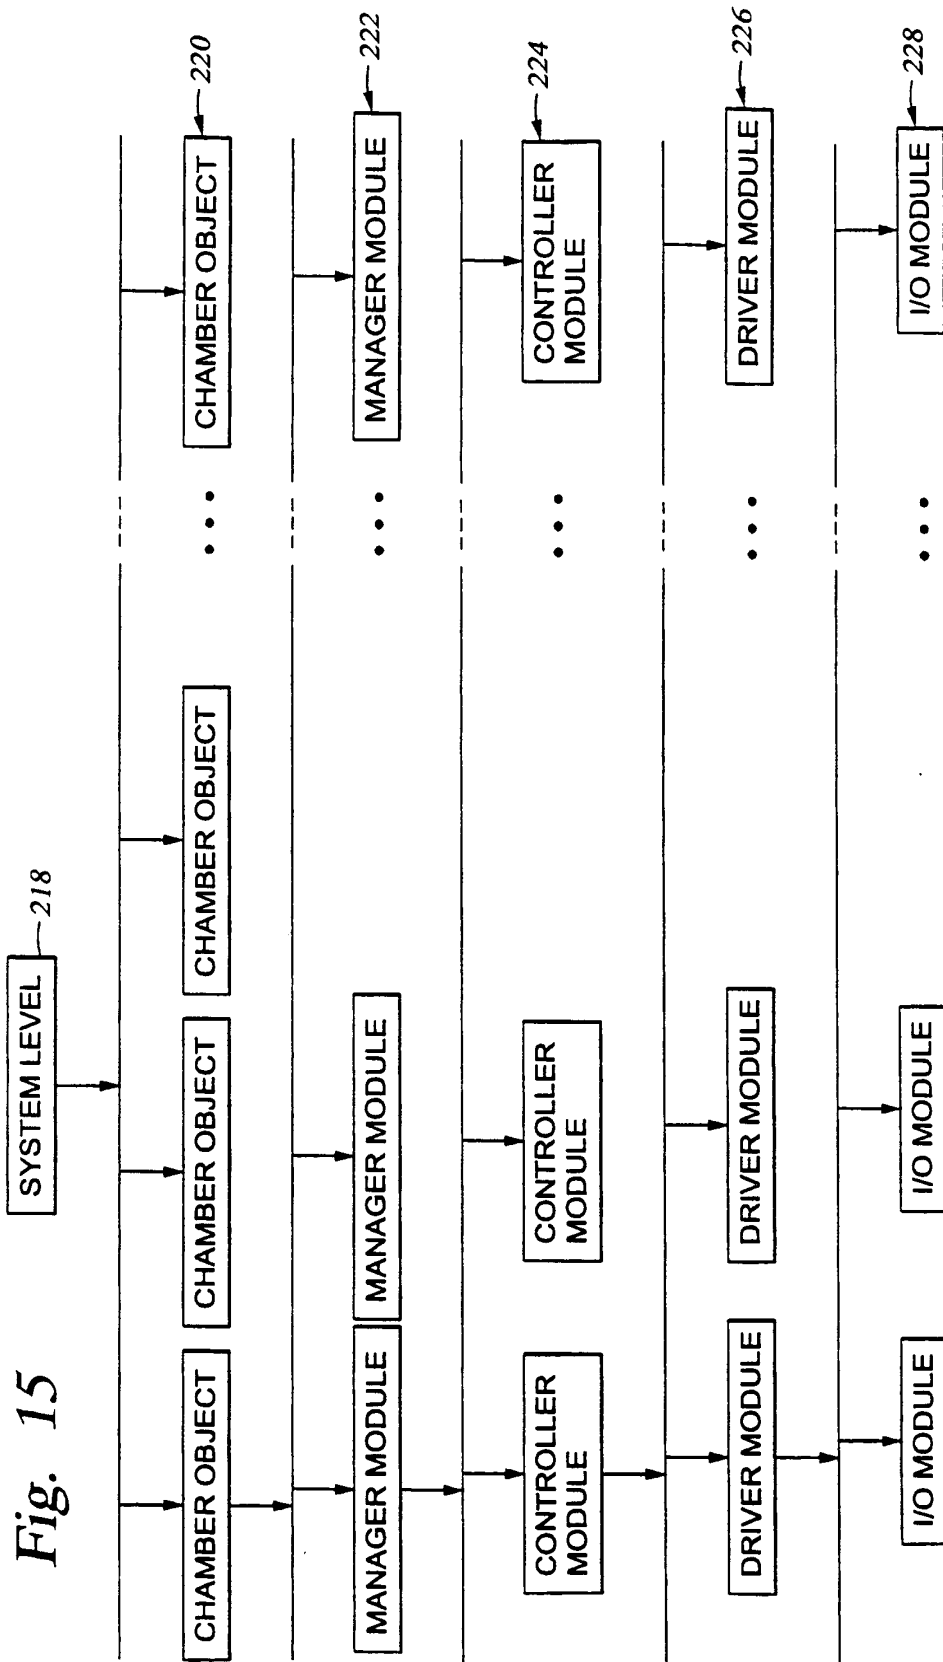 Fig. 15
SYSTEM LEVEL
218
CHAMBER OBJECT
CHAMBER OBJECT
CHAMBER OBJECT
CHAMBER OBJECT
220
MANAGER MODULE
MANAGER MODULE
MANAGER MODULE
222
CONTROLLER
MODULE
CONTROLLER
MODULE
CONTROLLER
MODULE
224
DRIVER MODULE
DRIVER MODULE
DRIVER MODULE
226
I/O MODULE
I/O MODULE
I/O MODULE
228